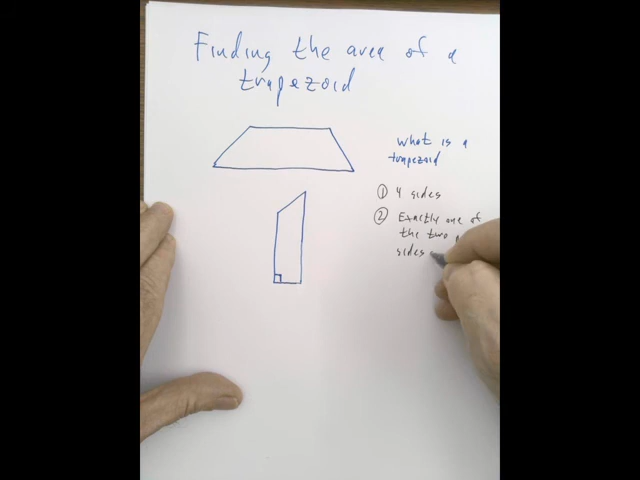 Finding the area of a
trapezoid
What is a
trapezoid
① 4 sides
② Exactly one of
the two
sides